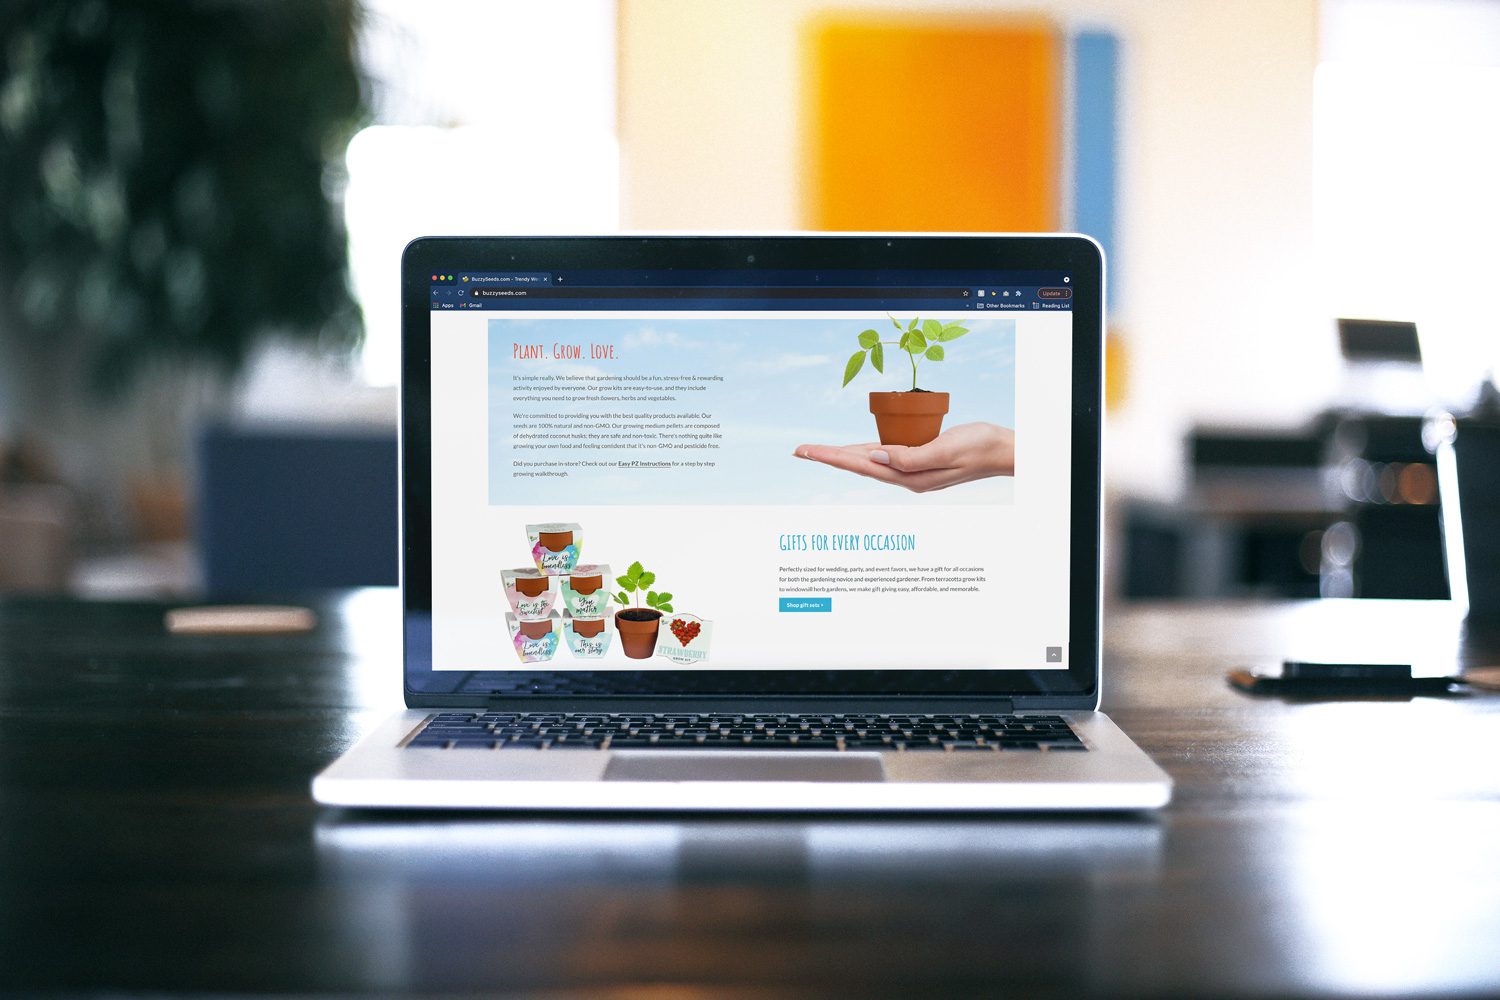 BuzzySeeds.com - Trendy We
buzzyseeds.com
Update
Apps
Gmail
»
Other Bookmarks
Reading List
PLANT. GROW. LOVE.
It's simple really. We believe that gardening should be a fun, stress-free & rewarding
activity enjoyed by everyone. Our grow kits are easy-to-use, and they include
everything you need to grow fresh flowers, herbs and vegetables.
We're committed to providing you with the best quality products available. Our
seeds are 100% natural and non-GMO. Our growing medium pellets are composed
of dehydrated coconut husks; they are safe and non-toxic. There's nothing quite like
growing your own food and feeling confident that it's non-GMO and pesticide free.
Did you purchase in-store? Check out our Easy PZ Instructions for a step by step
growing walkthrough.
GIFTS FOR EVERY OCCASION
Perfectly sized for wedding, party, and event favors, we have a gift for all occasions
for both the gardening novice and experienced gardener. From terracotta grow kits
to windowsill herb gardens, we make gift giving easy, affordable, and memorable.
Shop gift sets >
Love is
boundless
Love is the
Sweetest
You
matter
Love is
boundless
This is
our story
STRAWBERRY
GROW KIT